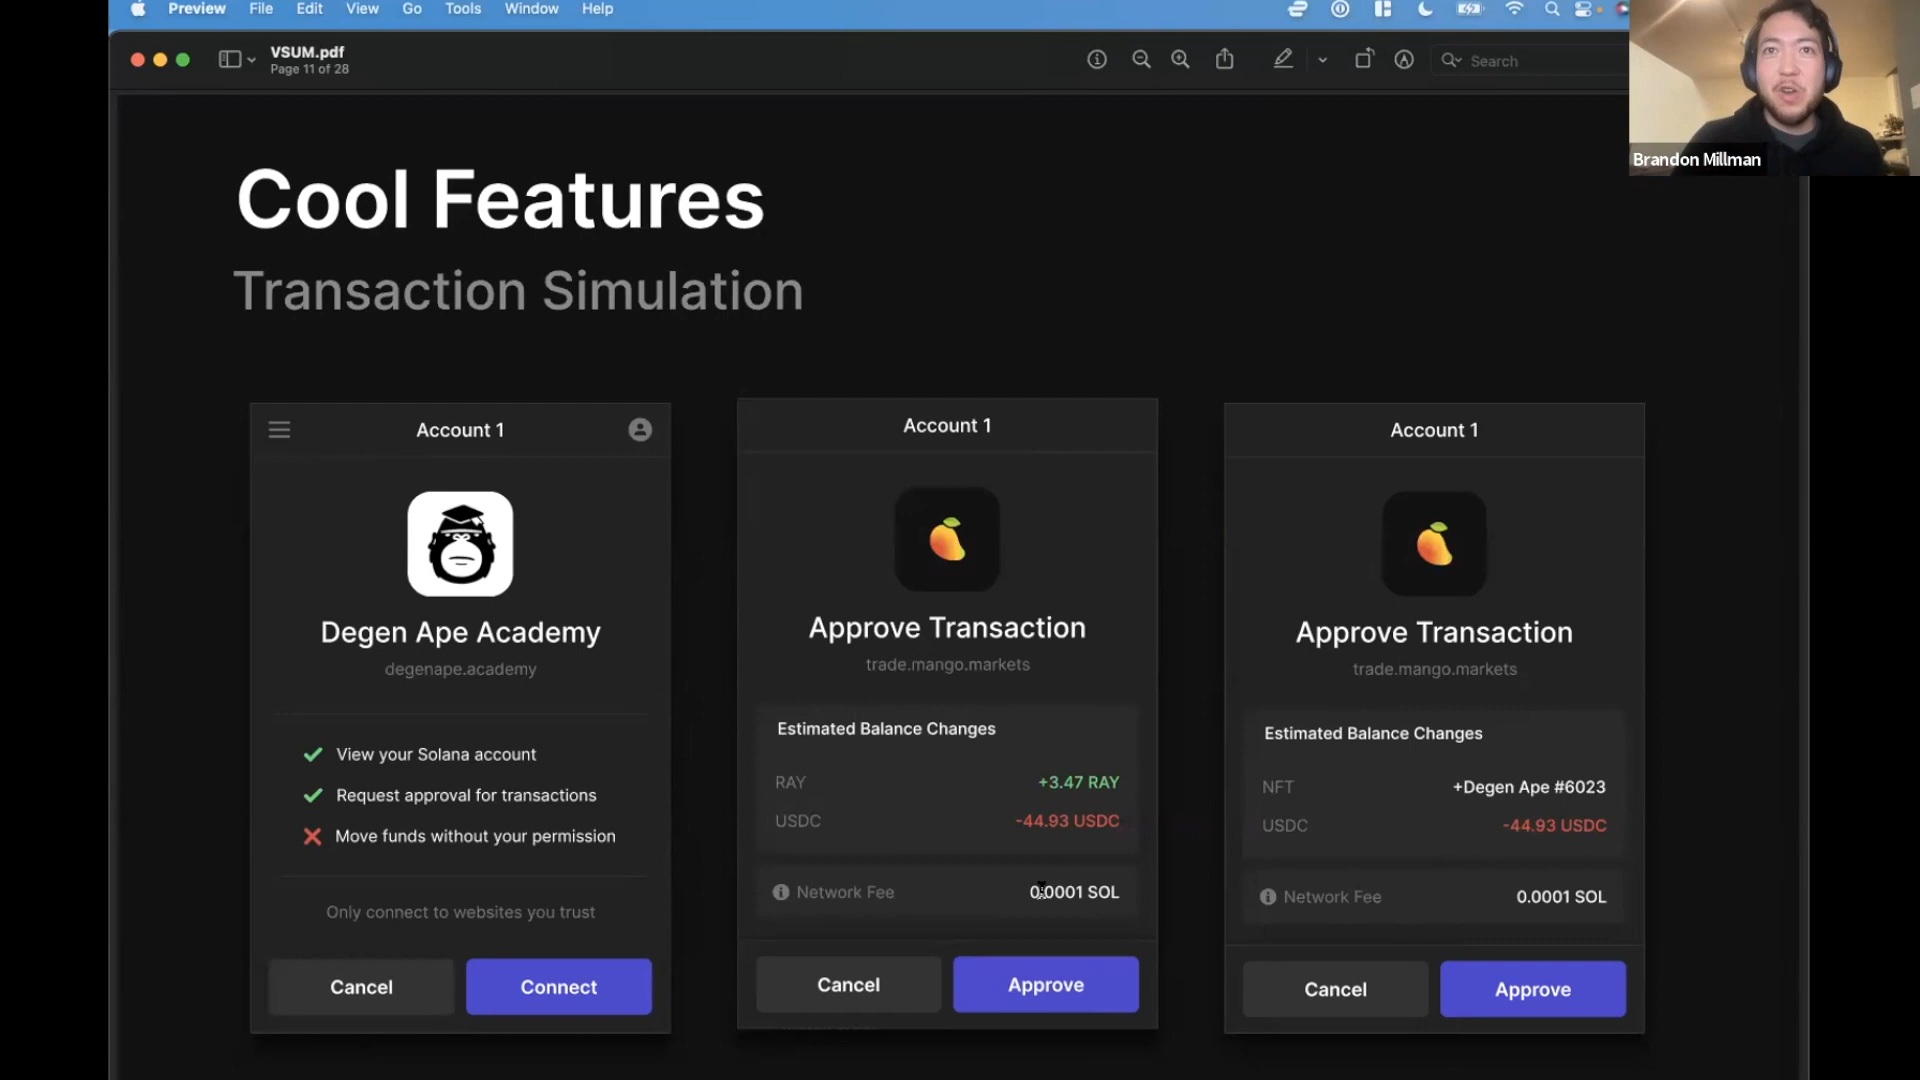 Preview File Edit View Go Tools Window Help
VSUM.pdf
Page 11 of 28
Search
Brandon Millman
Cool Features
Transaction Simulation
Account 1
Degen Ape Academy
degenape.academy
View your Solana account
Request approval for transactions
Move funds without your permission
Only connect to websites you trust
Cancel Connect
Account 1
Approve Transaction
trade.mango.markets
Estimated Balance Changes
RAY +3.47 RAY
USDC -44.93 USDC
Network Fee 0.0001 SOL
Cancel Approve
Account 1
Approve Transaction
trade.mango.markets
Estimated Balance Changes
NFT +Degen Ape #6023
USDC -44.93 USDC
Network Fee 0.0001 SOL
Cancel Approve